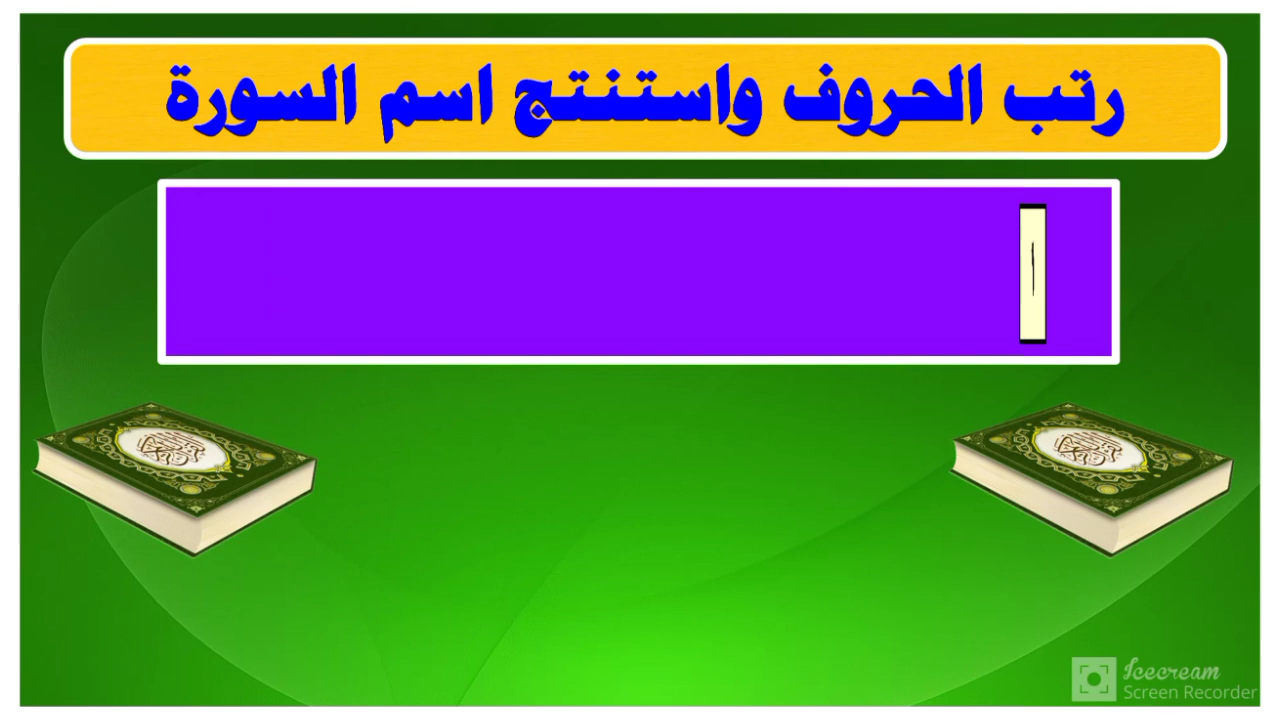 رتب الحروف واستنتج اسم السورة
ا
Icecream
Screen Recorder